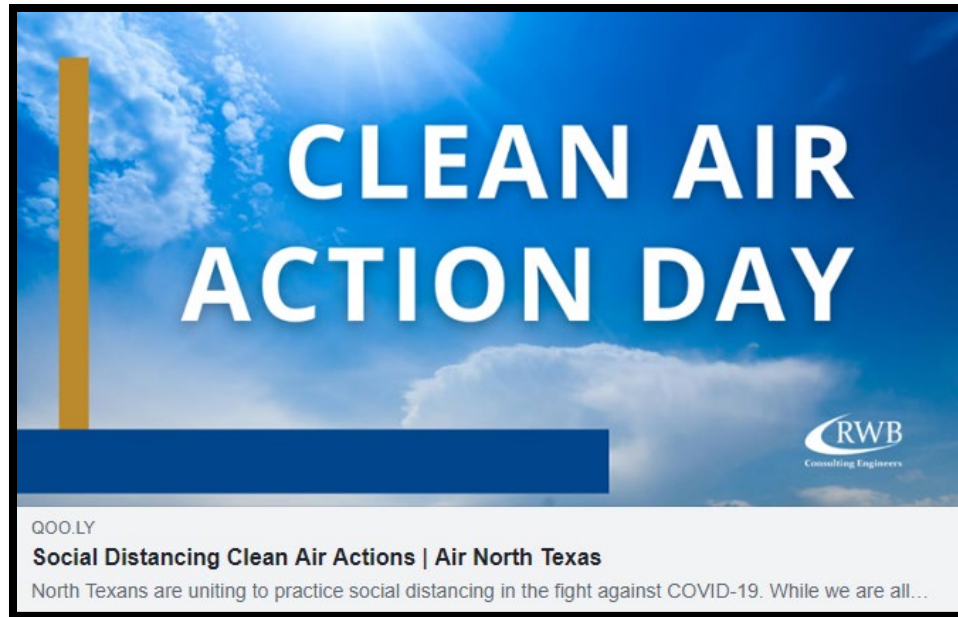 CLEAN AIR
ACTION DAY
RWB
Consulting Engineers
QOO.LY
Social Distancing Clean Air Actions | Air North Texas
North Texans are uniting to practice social distancing in the fight against COVID-19. While we are all…